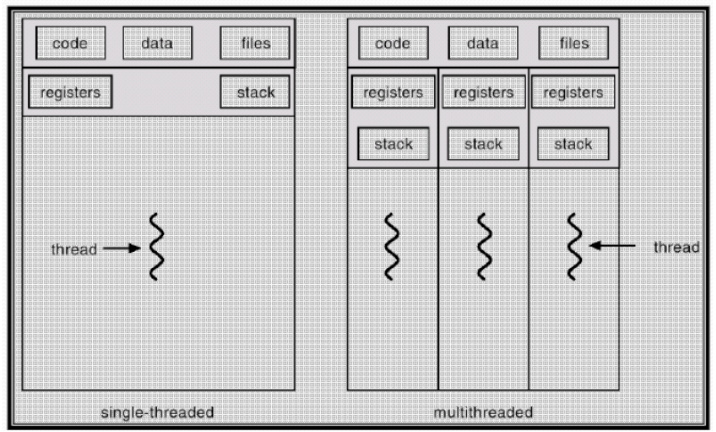 code data files
registers stack
thread
single-threaded
code data files
registers registers registers
stack stack stack
thread
multithreaded